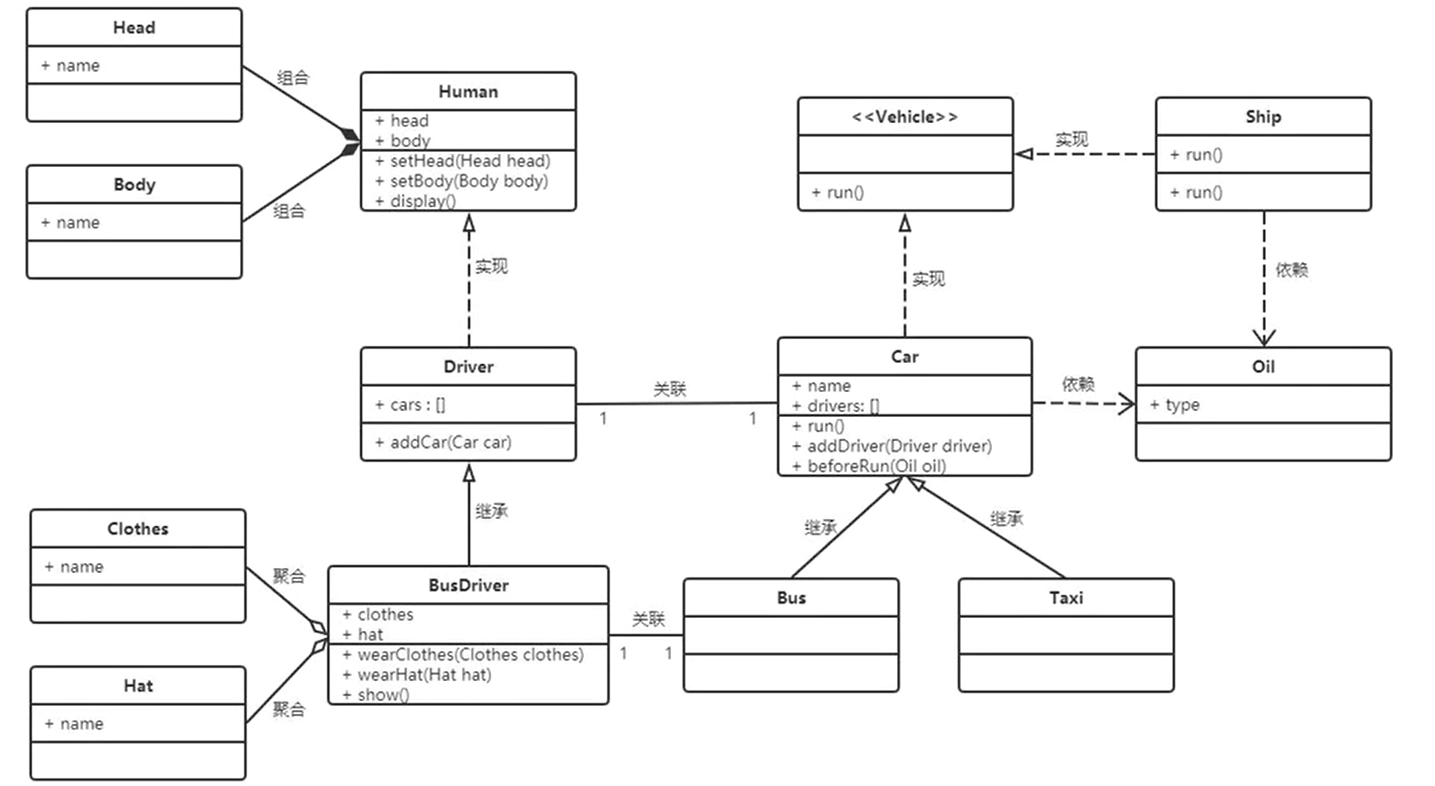 Head
+ name
组合
Body
+ name
组合
Human
+ head
+ body
+ setHead(Head head)
+ setBody(Body body)
+ display()
实现
<<Vehicle>>
+ run()
实现
Ship
+ run()
+ run()
实现
依赖
Driver
+ cars : []
+ addCar(Car car)
关联
1
1
Car
+ name
+ drivers: []
+ run()
+ addDriver(Driver driver)
+ beforeRun(Oil oil)
依赖
Oil
+ type
继承
继承
继承
Clothes
+ name
聚合
Hat
+ name
聚合
BusDriver
+ clothes
+ hat
+ wearClothes(Clothes clothes)
+ wearHat(Hat hat)
+ show()
关联
1
1
Bus
Taxi